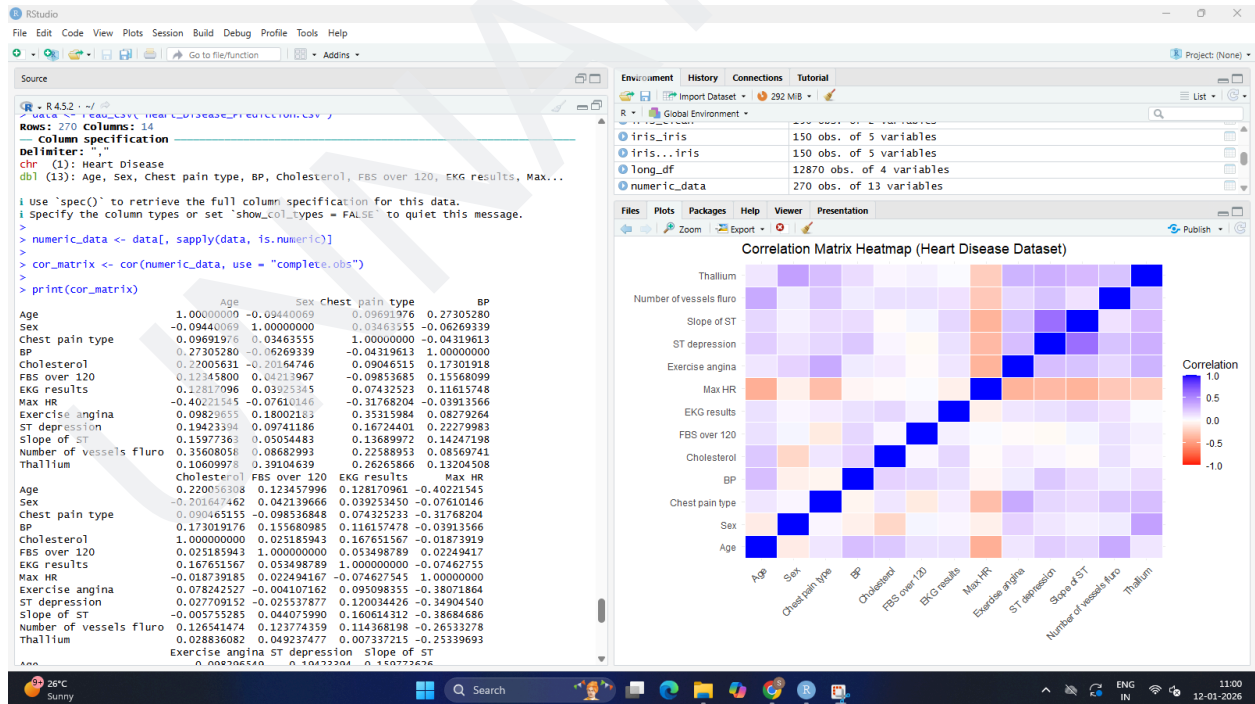 RStudio
File Edit Code View Plots Session Build Debug Profile Tools Help
Go to file/function Addins Project: (None)
Source
R 4.5.2 · ~/
> data <- read_csv("Heart_Disease_Prediction.csv")
Rows: 270 Columns: 14
── Column specification ──
Delimiter: ","
chr (1): Heart Disease
dbl (13): Age, Sex, Chest pain type, BP, Cholesterol, FBS over 120, EKG results, Max...
ℹ Use `spec()` to retrieve the full column specification for this data.
ℹ Specify the column types or set `show_col_types = FALSE` to quiet this message.
>
> numeric_data <- data[, sapply(data, is.numeric)]
>
> cor_matrix <- cor(numeric_data, use = "complete.obs")
>
> print(cor_matrix)
Age Sex Chest pain type BP
Age 1.00000000 -0.09440069 0.09691976 0.27305280
Sex -0.09440069 1.00000000 0.03463555 -0.06269339
Chest pain type 0.09691976 0.03463555 1.00000000 -0.04319613
BP 0.27305280 -0.06269339 -0.04319613 1.00000000
Cholesterol 0.22005631 -0.20164746 0.09046515 0.17301918
FBS over 120 0.12345800 0.04213967 -0.09853685 0.15568099
EKG results 0.12817096 0.03925345 0.07432523 0.11615748
Max HR -0.40221545 -0.07610146 -0.31768204 -0.03913566
Exercise angina 0.09829655 0.18002183 0.35315984 0.08279264
ST depression 0.19423394 0.09741186 0.16724401 0.22279983
Slope of ST 0.15977363 0.05054483 0.13689972 0.14247198
Number of vessels fluro 0.35608058 0.08682993 0.22588953 0.08569741
Thallium 0.10609978 0.39104639 0.26265866 0.13204508
Cholesterol FBS over 120 EKG results Max HR
Age 0.220056308 0.123457996 0.128170961 -0.40221545
Sex -0.201647462 0.042139666 0.039253450 -0.07610146
Chest pain type 0.090465155 -0.098536848 0.074325233 -0.31768204
BP 0.173019176 0.155680985 0.116157478 -0.03913566
Cholesterol 1.000000000 0.025185943 0.167651567 -0.01873919
FBS over 120 0.025185943 1.000000000 0.053498789 0.02249417
EKG results 0.167651567 0.053498789 1.000000000 -0.07462755
Max HR -0.018739185 0.022494167 -0.074627545 1.00000000
Exercise angina 0.078242527 -0.004107162 0.095098355 -0.38071864
ST depression 0.027709152 -0.025537877 0.120034426 -0.34904540
Slope of ST -0.005755285 0.044075990 0.160614312 -0.38684686
Number of vessels fluro 0.126541474 0.123774359 0.114368198 -0.26533278
Thallium 0.028836082 0.049237477 0.007337215 -0.25339693
Exercise angina ST depression Slope of ST
Age 0.098296549 0.19423394 0.159773626
Environment History Connections Tutorial
Import Dataset 292 MiB List
R Global Environment
iris_clean 150 obs. of 2 variables
iris_iris 150 obs. of 5 variables
iris...iris 150 obs. of 5 variables
long_df 12870 obs. of 4 variables
numeric_data 270 obs. of 13 variables
Files Plots Packages Help Viewer Presentation
Zoom Export Publish
Correlation Matrix Heatmap (Heart Disease Dataset)
Thallium
Number of vessels fluro
Slope of ST
ST depression
Exercise angina
Max HR
EKG results
FBS over 120
Cholesterol
BP
Chest pain type
Sex
Age
Age Sex Chest pain type BP Cholesterol FBS over 120 EKG results Max HR Exercise angina ST depression Slope of ST Number of vessels fluro Thallium
Correlation
1.0
0.5
0.0
-0.5
-1.0
9+ 26°C
Sunny
Search
ENG
IN
11:00
12-01-2026